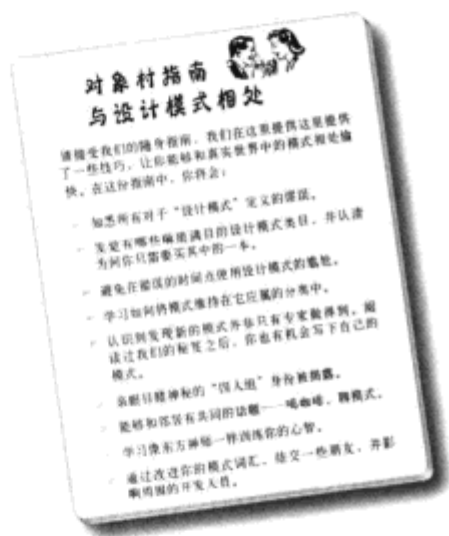 对象村指南
与设计模式相处
请接受我们的随身指南，我们在这里提供这里提供
了一些技巧，让你能够和真实世界中的模式相处愉
快。在这份指南中，你将会：
知悉所有对于“设计模式”定义的谬误。
发觉有哪些琳琅满目的设计模式类目，并认清
为何你只需要买其中的一本。
避免在错误的时间点使用设计模式的尴尬。
学习如何将模式维持在它应属的分类中。
认识到发现新的模式并非只有专家做得到。阅
读过我们的秘笈之后，你也有机会写下自己的
模式。
亲眼目睹神秘的“四人组”身份被揭露。
能够和邻居有共同的话题——喝咖啡、聊模式。
学习像东方禅师一样训练你的心智。
通过改进你的模式词汇，结交一些朋友，并影
响周围的开发人员。